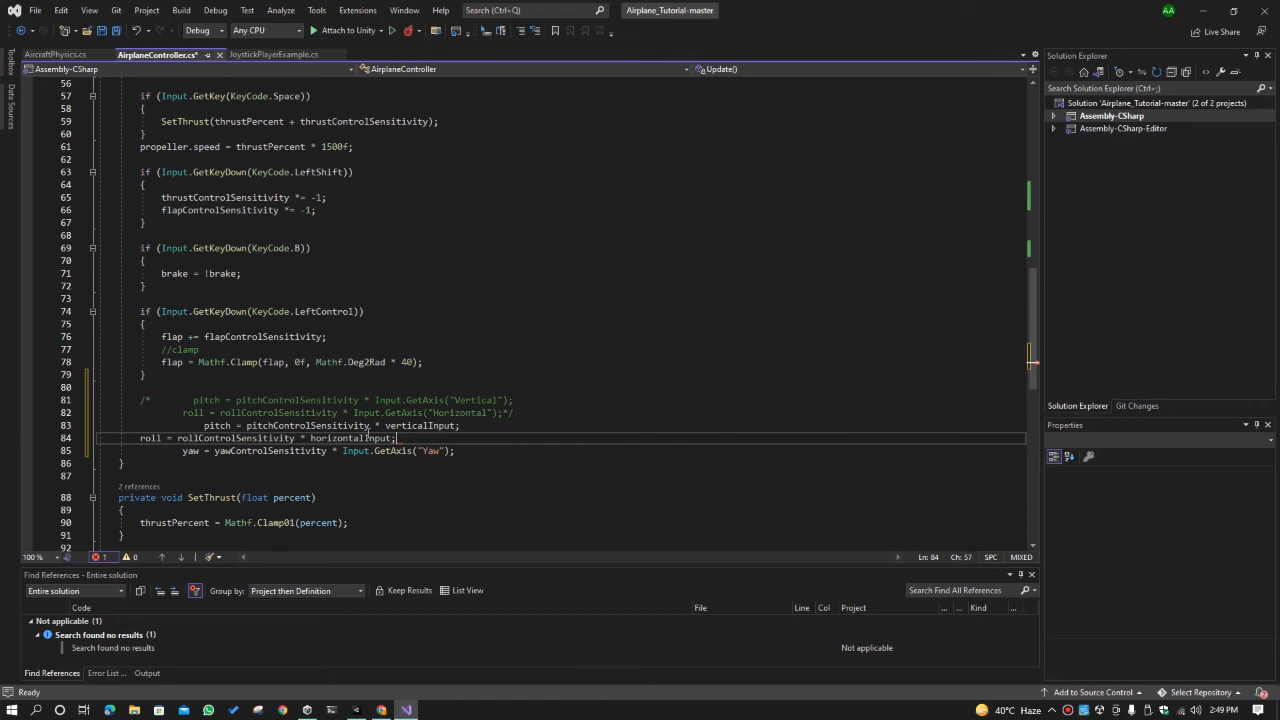 File Edit View Git Project Build Debug Test Analyze Tools Extensions Window Help Search (Ctrl+Q) Airplane_Tutorial-master AA
Debug Any CPU Attach to Unity Live Share
Toolbox
Data Sources
AircraftPhysics.cs AirplaneController.cs* JoystickPlayerExample.cs
Assembly-CSharp AirplaneController Update()
56
57 if (Input.GetKey(KeyCode.Space))
58 {
59 SetThrust(thrustPercent + thrustControlSensitivity);
60 }
61 propeller.speed = thrustPercent * 1500f;
62
63 if (Input.GetKeyDown(KeyCode.LeftShift))
64 {
65 thrustControlSensitivity *= -1;
66 flapControlSensitivity *= -1;
67 }
68
69 if (Input.GetKeyDown(KeyCode.B))
70 {
71 brake = !brake;
72 }
73
74 if (Input.GetKeyDown(KeyCode.LeftControl))
75 {
76 flap += flapControlSensitivity;
77 //clamp
78 flap = Mathf.Clamp(flap, 0f, Mathf.Deg2Rad * 40);
79 }
80
81 /* pitch = pitchControlSensitivity * Input.GetAxis("Vertical");
82 roll = rollControlSensitivity * Input.GetAxis("Horizontal");*/
83 pitch = pitchControlSensitivity * verticalInput;
84 roll = rollControlSensitivity * horizontalInput;
85 yaw = yawControlSensitivity * Input.GetAxis("Yaw");
86 }
87
2 references
88 private void SetThrust(float percent)
89 {
90 thrustPercent = Mathf.Clamp01(percent);
91 }
92
100 % 1 0 Ln: 84 Ch: 57 SPC MIXED
Find References - Entire solution
Entire solution Group by: Project then Definition Keep Results List View Search Find All References
Code File Line Col Project ... Kind ...
Not applicable (1)
Search found no results (1)
Search found no results Not applicable
Find References Error List ... Output
Solution Explorer
Search Solution Explorer (Ctrl+;)
Solution 'Airplane_Tutorial-master' (2 of 2 projects)
Assembly-CSharp
Assembly-CSharp-Editor
Solution Explorer Git Changes
Properties
Ready Add to Source Control Select Repository
40°C Haze 2:49 PM